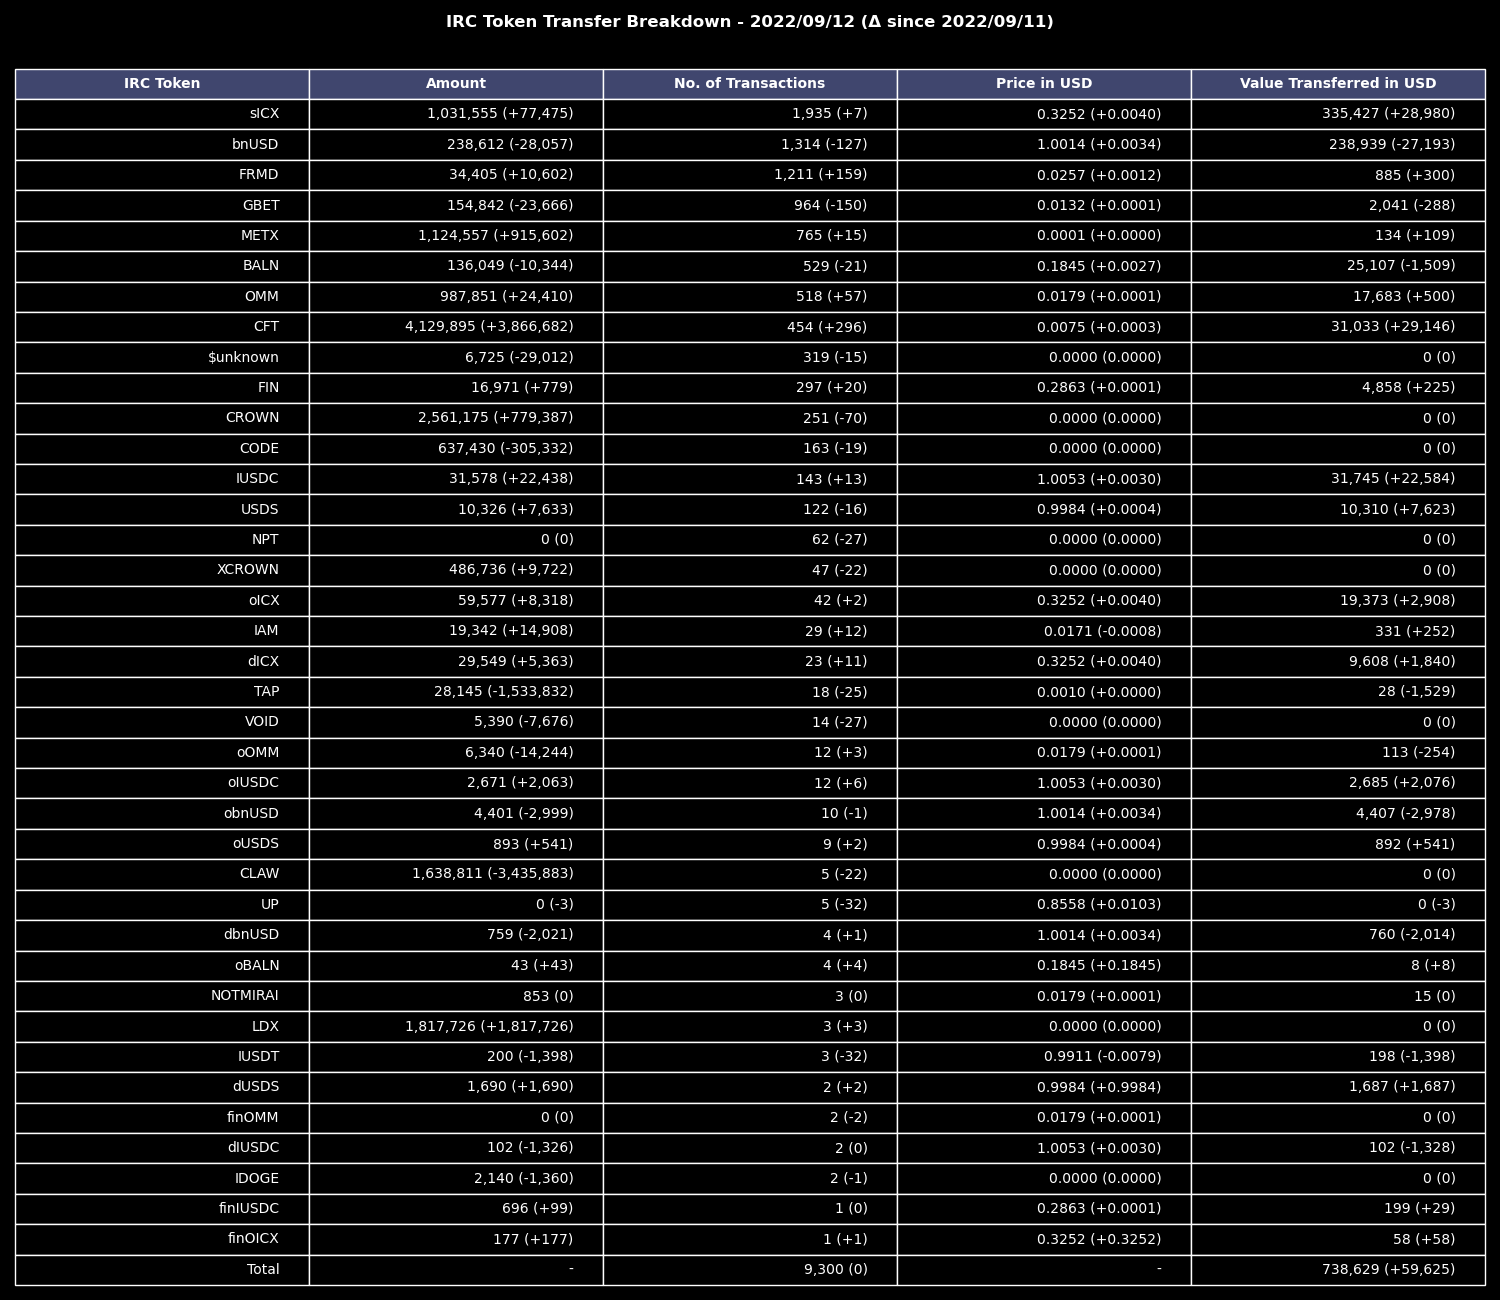 IRC Token Transfer Breakdown - 2022/09/12 (Δ since 2022/09/11)
IRC Token Amount No. of Transactions Price in USD Value Transferred in USD
sICX 1,031,555 (+77,475) 1,935 (+7) 0.3252 (+0.0040) 335,427 (+28,980)
bnUSD 238,612 (-28,057) 1,314 (-127) 1.0014 (+0.0034) 238,939 (-27,193)
FRMD 34,405 (+10,602) 1,211 (+159) 0.0257 (+0.0012) 885 (+300)
GBET 154,842 (-23,666) 964 (-150) 0.0132 (+0.0001) 2,041 (-288)
METX 1,124,557 (+915,602) 765 (+15) 0.0001 (+0.0000) 134 (+109)
BALN 136,049 (-10,344) 529 (-21) 0.1845 (+0.0027) 25,107 (-1,509)
OMM 987,851 (+24,410) 518 (+57) 0.0179 (+0.0001) 17,683 (+500)
CFT 4,129,895 (+3,866,682) 454 (+296) 0.0075 (+0.0003) 31,033 (+29,146)
$unknown 6,725 (-29,012) 319 (-15) 0.0000 (0.0000) 0 (0)
FIN 16,971 (+779) 297 (+20) 0.2863 (+0.0001) 4,858 (+225)
CROWN 2,561,175 (+779,387) 251 (-70) 0.0000 (0.0000) 0 (0)
CODE 637,430 (-305,332) 163 (-19) 0.0000 (0.0000) 0 (0)
IUSDC 31,578 (+22,438) 143 (+13) 1.0053 (+0.0030) 31,745 (+22,584)
USDS 10,326 (+7,633) 122 (-16) 0.9984 (+0.0004) 10,310 (+7,623)
NPT 0 (0) 62 (-27) 0.0000 (0.0000) 0 (0)
XCROWN 486,736 (+9,722) 47 (-22) 0.0000 (0.0000) 0 (0)
oICX 59,577 (+8,318) 42 (+2) 0.3252 (+0.0040) 19,373 (+2,908)
IAM 19,342 (+14,908) 29 (+12) 0.0171 (-0.0008) 331 (+252)
dICX 29,549 (+5,363) 23 (+11) 0.3252 (+0.0040) 9,608 (+1,840)
TAP 28,145 (-1,533,832) 18 (-25) 0.0010 (+0.0000) 28 (-1,529)
VOID 5,390 (-7,676) 14 (-27) 0.0000 (0.0000) 0 (0)
oOMM 6,340 (-14,244) 12 (+3) 0.0179 (+0.0001) 113 (-254)
oIUSDC 2,671 (+2,063) 12 (+6) 1.0053 (+0.0030) 2,685 (+2,076)
obnUSD 4,401 (-2,999) 10 (-1) 1.0014 (+0.0034) 4,407 (-2,978)
oUSDS 893 (+541) 9 (+2) 0.9984 (+0.0004) 892 (+541)
CLAW 1,638,811 (-3,435,883) 5 (-22) 0.0000 (0.0000) 0 (0)
UP 0 (-3) 5 (-32) 0.8558 (+0.0103) 0 (-3)
dbnUSD 759 (-2,021) 4 (+1) 1.0014 (+0.0034) 760 (-2,014)
oBALN 43 (+43) 4 (+4) 0.1845 (+0.1845) 8 (+8)
NOTMIRAI 853 (0) 3 (0) 0.0179 (+0.0001) 15 (0)
LDX 1,817,726 (+1,817,726) 3 (+3) 0.0000 (0.0000) 0 (0)
IUSDT 200 (-1,398) 3 (-32) 0.9911 (-0.0079) 198 (-1,398)
dUSDS 1,690 (+1,690) 2 (+2) 0.9984 (+0.9984) 1,687 (+1,687)
finOMM 0 (0) 2 (-2) 0.0179 (+0.0001) 0 (0)
dIUSDC 102 (-1,326) 2 (0) 1.0053 (+0.0030) 102 (-1,328)
IDOGE 2,140 (-1,360) 2 (-1) 0.0000 (0.0000) 0 (0)
finIUSDC 696 (+99) 1 (0) 0.2863 (+0.0001) 199 (+29)
finOICX 177 (+177) 1 (+1) 0.3252 (+0.3252) 58 (+58)
Total - 9,300 (0) - 738,629 (+59,625)